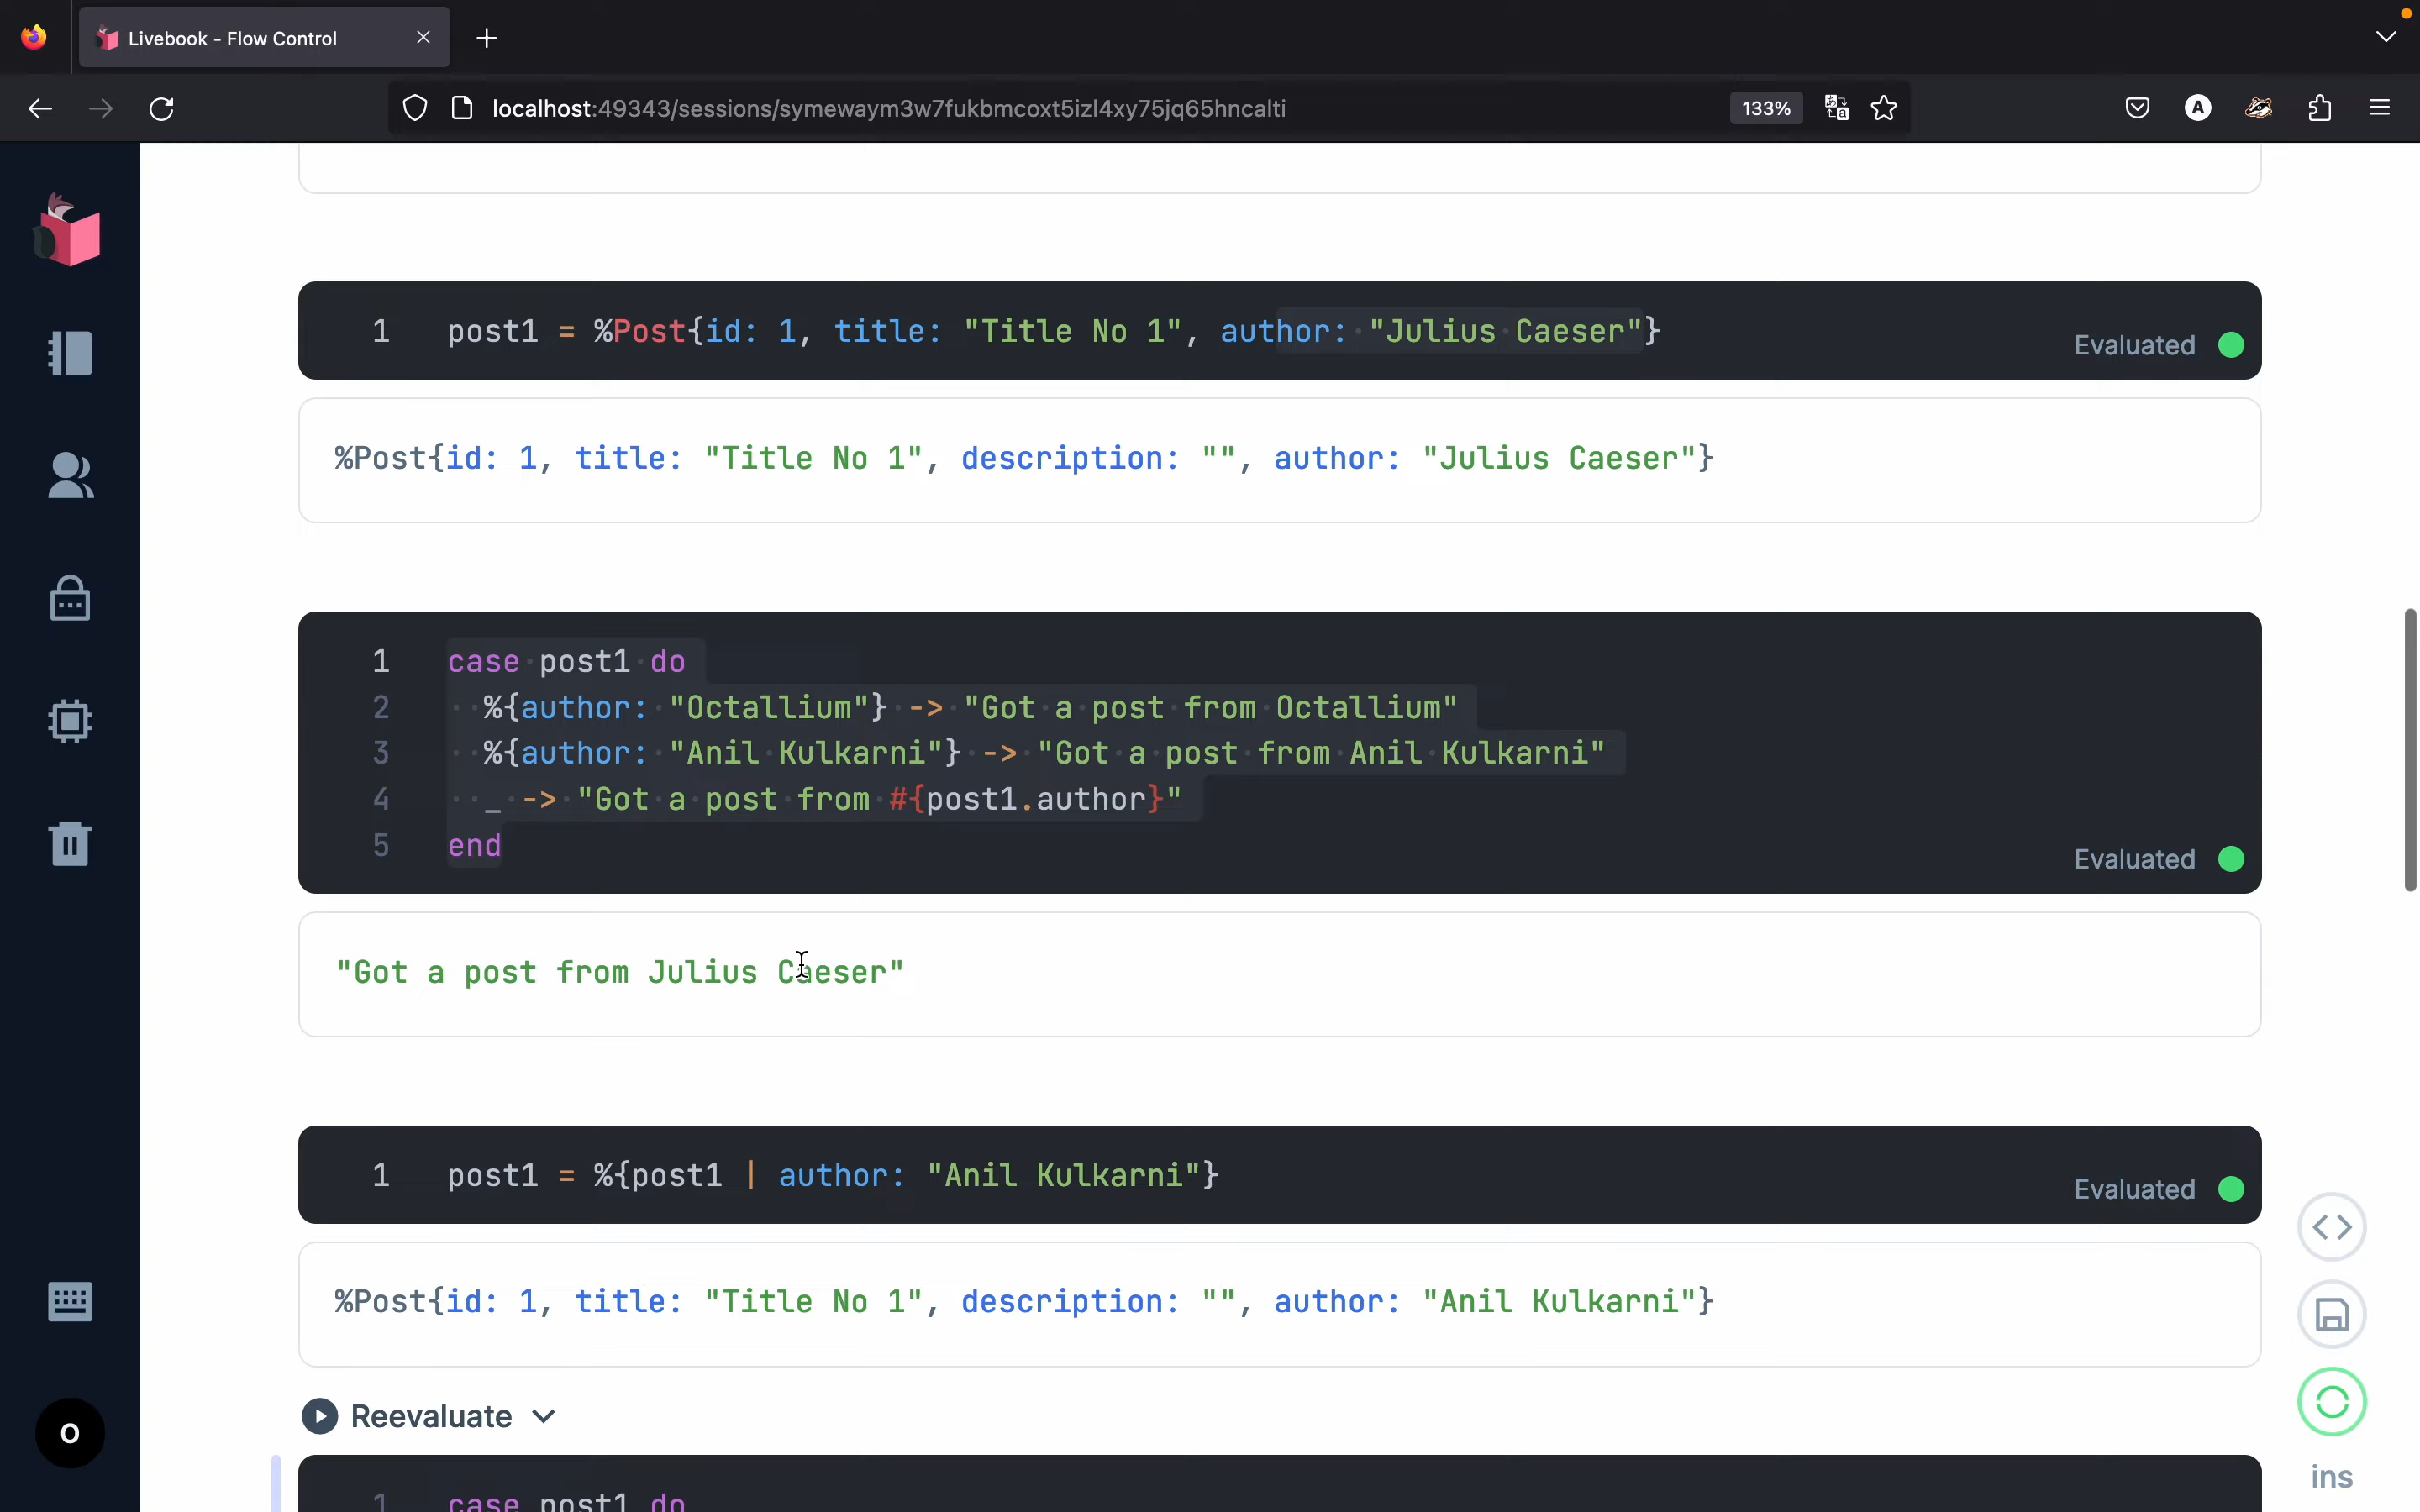 Livebook - Flow Control
localhost:49343/sessions/symewaym3w7fukbmcoxt5izl4xy75jq65hncalti
133%
A
1 post1 = %Post{id: 1, title: "Title No 1", author: "Julius Caeser"}
Evaluated
%Post{id: 1, title: "Title No 1", description: "", author: "Julius Caeser"}
1 case post1 do
2 %{author: "Octallium"} -> "Got a post from Octallium"
3 %{author: "Anil Kulkarni"} -> "Got a post from Anil Kulkarni"
4 _ -> "Got a post from #{post1.author}"
5 end
Evaluated
"Got a post from Julius Caeser"
1 post1 = %{post1 | author: "Anil Kulkarni"}
Evaluated
%Post{id: 1, title: "Title No 1", description: "", author: "Anil Kulkarni"}
Reevaluate
O
ins
1 case post1 do